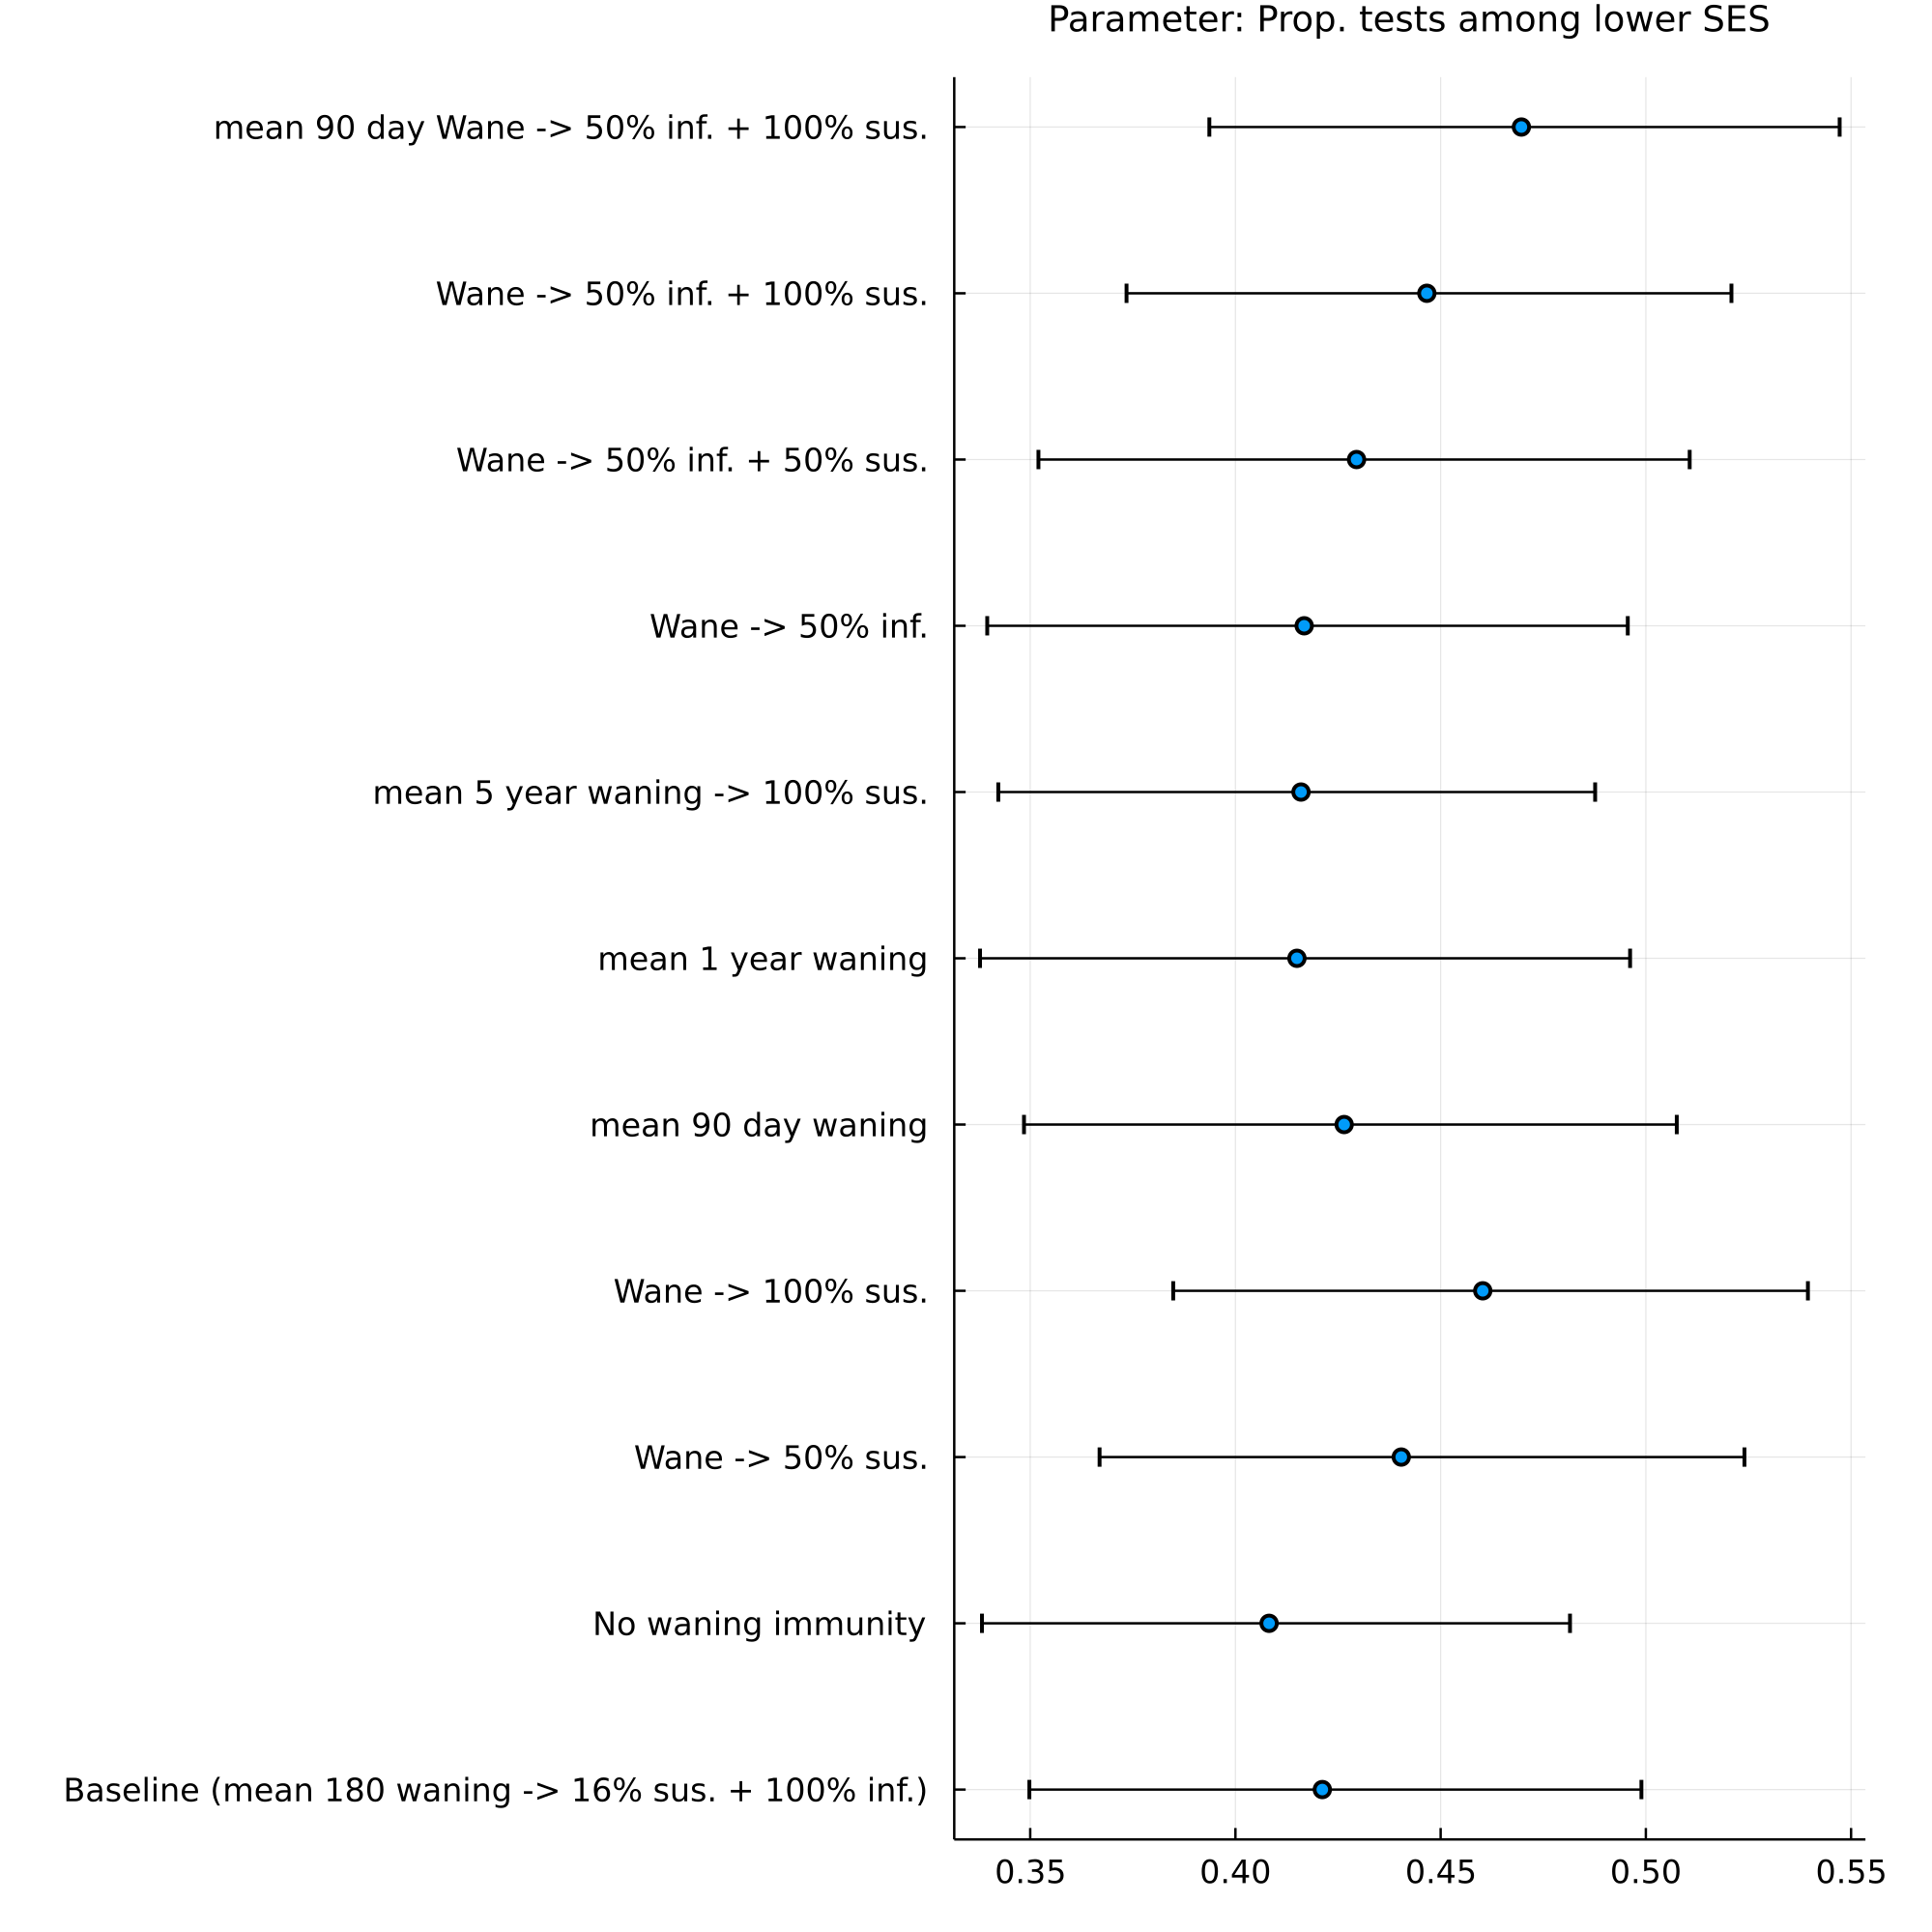 Parameter: Prop. tests among lower SES
mean 90 day Wane -> 50% inf. + 100% sus.
Wane -> 50% inf. + 100% sus.
Wane -> 50% inf. + 50% sus.
Wane -> 50% inf.
mean 5 year waning -> 100% sus.
mean 1 year waning
mean 90 day waning
Wane -> 100% sus.
Wane -> 50% sus.
No waning immunity
Baseline (mean 180 waning -> 16% sus. + 100% inf.)
0.35 0.40 0.45 0.50 0.55